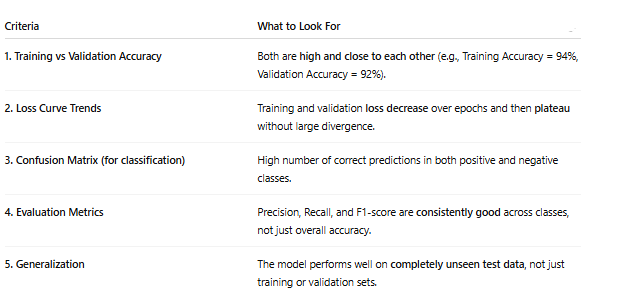 Criteria What to Look For
1. Training vs Validation Accuracy Both are high and close to each other (e.g., Training Accuracy = 94%,
Validation Accuracy = 92%).
2. Loss Curve Trends Training and validation loss decrease over epochs and then plateau
without large divergence.
3. Confusion Matrix (for classification) High number of correct predictions in both positive and negative
classes.
4. Evaluation Metrics Precision, Recall, and F1-score are consistently good across classes,
not just overall accuracy.
5. Generalization The model performs well on completely unseen test data, not just
training or validation sets.